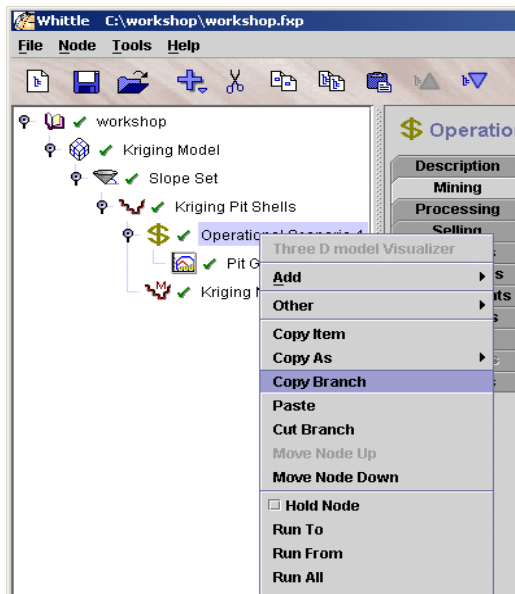 Whittle C:\workshop\workshop.fxp
File Node Tools Help
workshop
Kriging Model
Slope Set
Kriging Pit Shells
Operational Scenario 1
Pit G
Kriging
Operatio
Description
Mining
Processing
Selling
s
nts
s
Three D model Visualizer
Add
Other
Copy Item
Copy As
Copy Branch
Paste
Cut Branch
Move Node Up
Move Node Down
Hold Node
Run To
Run From
Run All